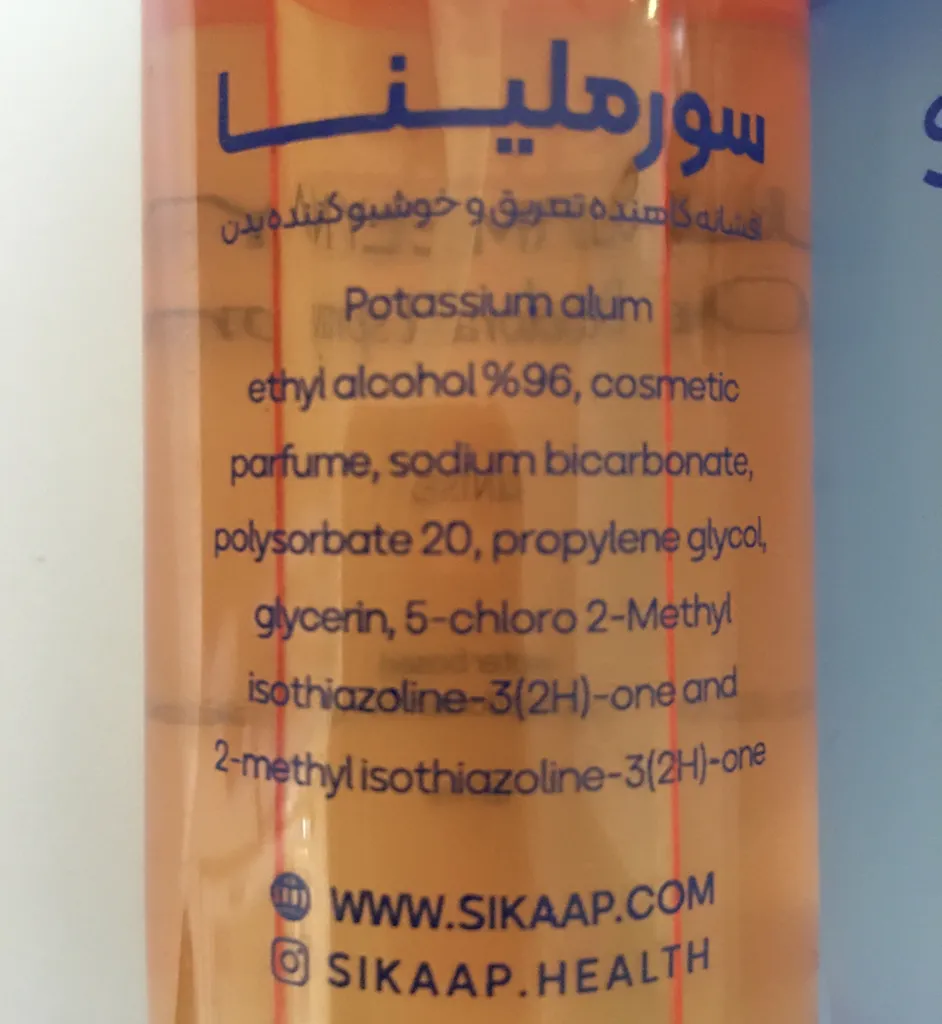 سورملینا
افشانه کاهنده تعریق و خوشبو کننده بدن
Potassium alum
ethyl alcohol %96, cosmetic
parfume, sodium bicarbonate,
polysorbate 20, propylene glycol,
glycerin, 5-chloro 2-Methyl
isothiazoline-3(2H)-one and
2-methyl isothiazoline-3(2H)-one
WWW.SIKAAP.COM
SIKAAP.HEALTH